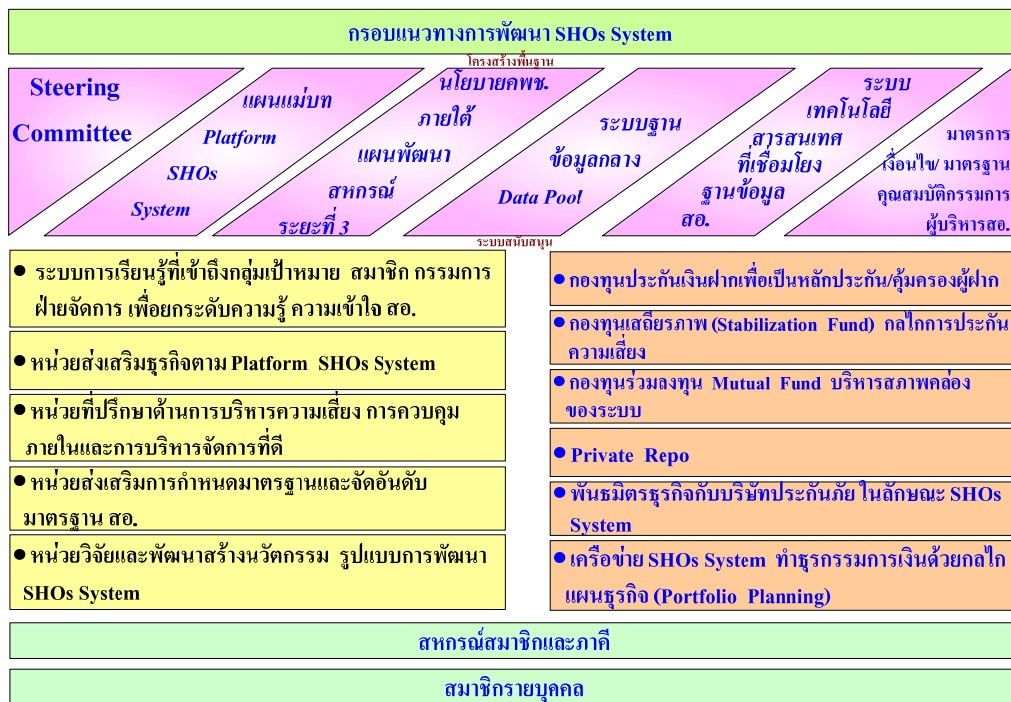 กรอบแนวทางการพัฒนา SHOs System
โครงสร้างพื้นฐาน
Steering
Committee
แผนแม่บท
Platform
SHOs
System
นโยบายคพช.
ภายใต้
แผนพัฒนา
สหกรณ์
ระยะที่ 3
ระบบฐาน
ข้อมูลกลาง
Data Pool
ระบบ
เทคโนโลยี
สารสนเทศ
ที่เชื่อมโยง
ฐานข้อมูล
สอ.
มาตรการ
เงื่อนไข/ มาตรฐาน
คุณสมบัติกรรมการ
ผู้บริหารสอ.
ระบบสนับสนุน
● ระบบการเรียนรู้ที่เข้าถึงกลุ่มเป้าหมาย สมาชิก กรรมการ
ฝ่ายจัดการ เพื่อยกระดับความรู้ ความเข้าใจ สอ.
● หน่วยส่งเสริมธุรกิจตาม Platform SHOs System
● หน่วยที่ปรึกษาด้านการบริหารความเสี่ยง การควบคุม
ภายในและการบริหารจัดการที่ดี
● หน่วยส่งเสริมการกำหนดมาตรฐานและจัดอันดับ
มาตรฐาน สอ.
● หน่วยวิจัยและพัฒนาสร้างนวัตกรรม รูปแบบการพัฒนา
SHOs System
● กองทุนประกันเงินฝากเพื่อเป็นหลักประกัน/คุ้มครองผู้ฝาก
● กองทุนเสถียรภาพ (Stabilization Fund) กลไกการประกัน
ความเสี่ยง
● กองทุนร่วมลงทุน Mutual Fund บริหารสภาพคล่อง
ของระบบ
● Private Repo
● พันธมิตรธุรกิจกับบริษัทประกันภัย ในลักษณะ SHOs
System
● เครือข่าย SHOs System ทำธุรกรรมการเงินด้วยกลไก
แผนธุรกิจ (Portfolio Planning)
สหกรณ์สมาชิกและภาคี
สมาชิกรายบุคคล